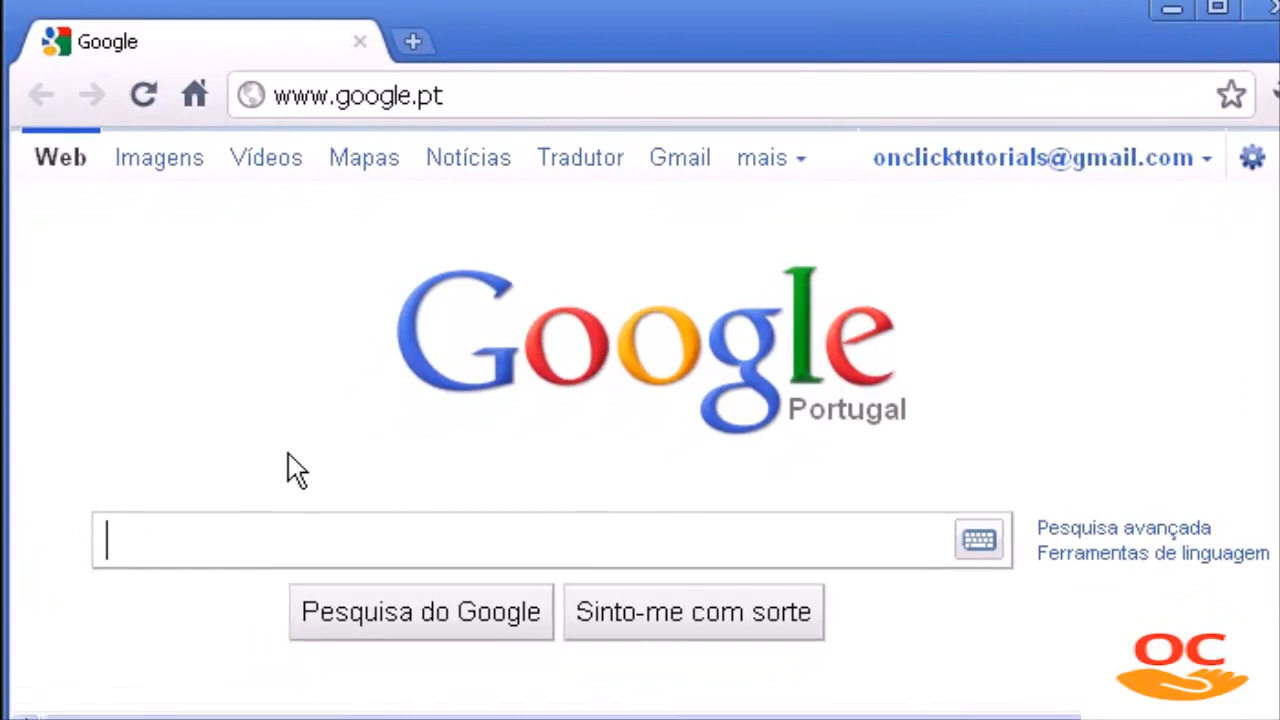 Google
www.google.pt
Web Imagens Vídeos Mapas Notícias Tradutor Gmail mais onclicktutorials@gmail.com
Google
Portugal
Pesquisa avançada
Ferramentas de linguagem
Pesquisa do Google Sinto-me com sorte
OC